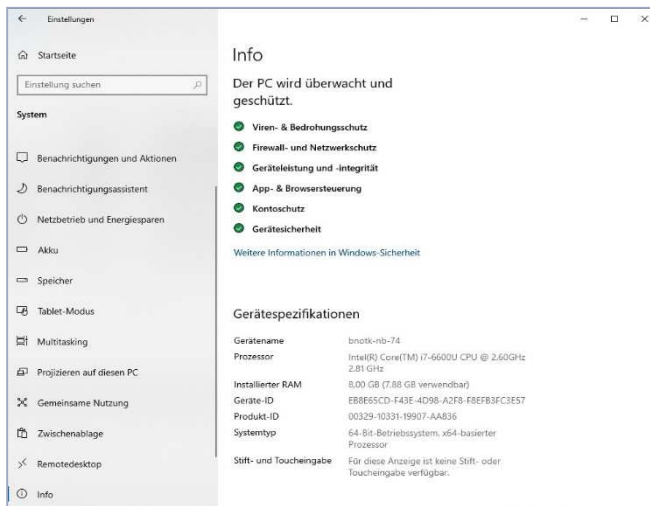 Einstellungen
Startseite
Einstellung suchen
System
Benachrichtigungen und Aktionen
Benachrichtigungsassistent
Netzbetrieb und Energiesparen
Akku
Speicher
Tablet-Modus
Multitasking
Projizieren auf diesen PC
Gemeinsame Nutzung
Zwischenablage
Remotedesktop
Info
Info
Der PC wird überwacht und
geschützt.
Viren- & Bedrohungsschutz
Firewall- und Netzwerkschutz
Geräteleistung und -integrität
App- & Browsersteuerung
Kontoschutz
Gerätesicherheit
Weitere Informationen in Windows-Sicherheit
Gerätespezifikationen
Gerätename bnotk-nb-74
Prozessor Intel(R) Core(TM) i7-6600U CPU @ 2.60GHz
2.81 GHz
Installierter RAM 8,00 GB (7,88 GB verwendbar)
Geräte-ID EB8E65CD-F43E-4D98-A2F8-F8EFB3FC3E57
Produkt-ID 00329-10331-19907-AA836
Systemtyp 64-Bit-Betriebssystem, x64-basierter
Prozessor
Stift- und Toucheingabe Für diese Anzeige ist keine Stift- oder
Toucheingabe verfügbar.